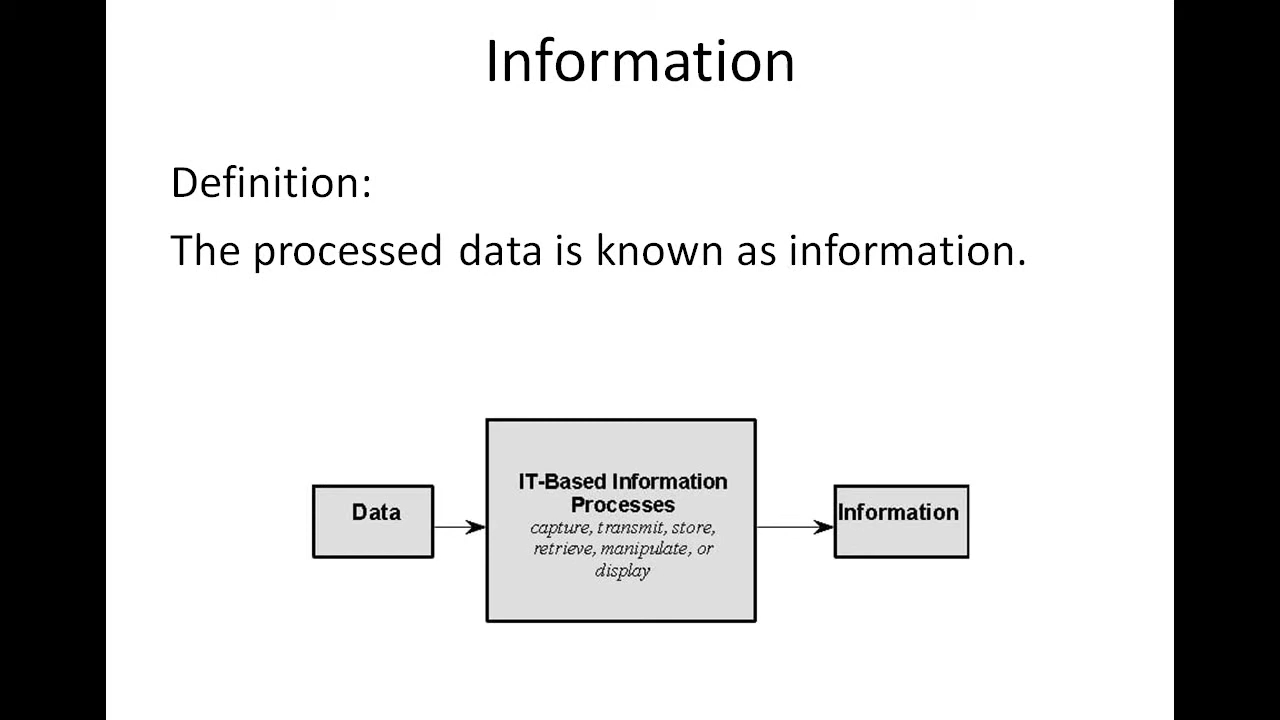 Information
Definition:
The processed data is known as information.
Data
IT-Based Information
Processes
capture, transmit, store,
retrieve, manipulate, or
display
Information